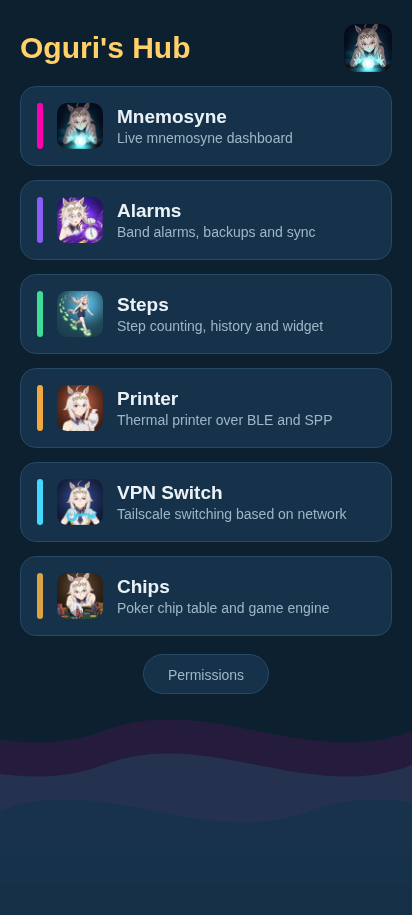 Oguri's Hub
Mnemosyne
Live mnemosyne dashboard
Alarms
Band alarms, backups and sync
Steps
Step counting, history and widget
Printer
Thermal printer over BLE and SPP
VPN Switch
Tailscale switching based on network
Chips
Poker chip table and game engine
Permissions